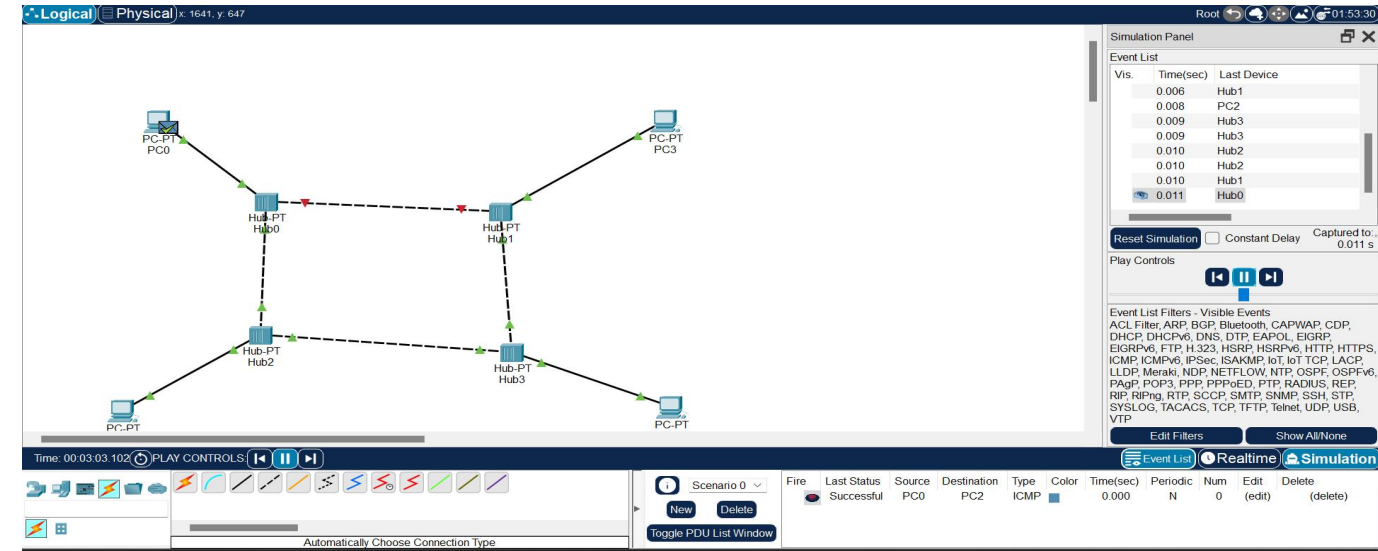 Logical Physical x: 1641, y: 647 Root 01:53:30
Simulation Panel
Event List
Vis. Time(sec) Last Device
0.006 Hub1
0.008 PC2
0.009 Hub3
0.009 Hub3
0.010 Hub2
0.010 Hub2
0.010 Hub1
0.011 Hub0
Reset Simulation Constant Delay Captured to:
0.011 s
Play Controls
Event List Filters - Visible Events
ACL Filter, ARP, BGP, Bluetooth, CAPWAP, CDP,
DHCP, DHCPv6, DNS, DTP, EAPOL, EIGRP,
EIGRPv6, FTP, H.323, HSRP, HSRPv6, HTTP, HTTPS,
ICMP, ICMPv6, IPSec, ISAKMP, IoT, IoT TCP, LACP,
LLDP, Meraki, NDP, NETFLOW, NTP, OSPF, OSPFv6,
PAgP, POP3, PPP, PPPoED, PTP, RADIUS, REP,
RIP, RIPng, RTP, SCCP, SMTP, SNMP, SSH, STP,
SYSLOG, TACACS, TCP, TFTP, Telnet, UDP, USB,
VTP
Edit Filters Show All/None
PC-PT
PC0
PC-PT
PC3
Hub-PT
Hub0
Hub-PT
Hub1
Hub-PT
Hub2
Hub-PT
Hub3
PC-PT
PC-PT
Time: 00:03:03.102 PLAY CONTROLS: Event List Realtime Simulation
Automatically Choose Connection Type
Scenario 0
New Delete
Toggle PDU List Window
Fire Last Status Source Destination Type Color Time(sec) Periodic Num Edit Delete
Successful PC0 PC2 ICMP 0.000 N 0 (edit) (delete)